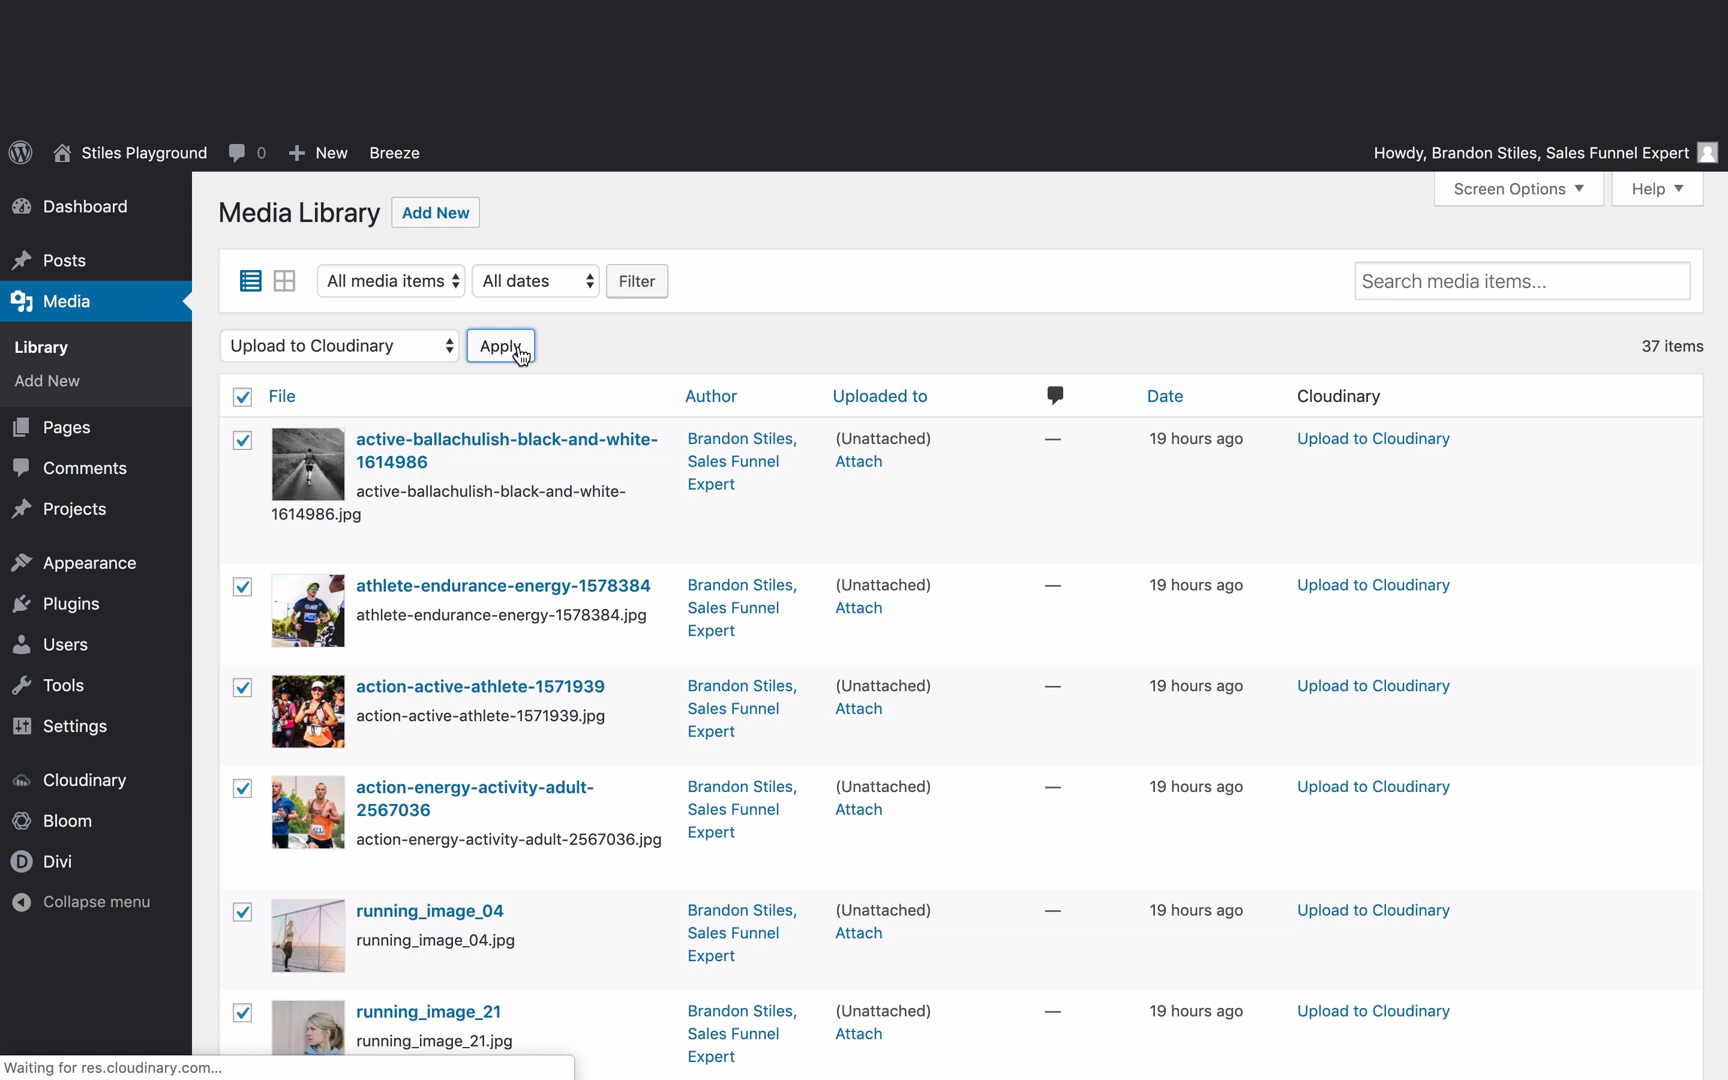 Stiles Playground 0 New Breeze Howdy, Brandon Stiles, Sales Funnel Expert
Screen Options Help
Dashboard
Posts
Media
Library
Add New
Pages
Comments
Projects
Appearance
Plugins
Users
Tools
Settings
Cloudinary
Bloom
Divi
Collapse menu
Media Library Add New
All media items All dates Filter Search media items...
Upload to Cloudinary Apply 37 items
File Author Uploaded to Date Cloudinary
active-ballachulish-black-and-white- Brandon Stiles, (Unattached) — 19 hours ago Upload to Cloudinary
1614986 Sales Funnel Attach
Expert
active-ballachulish-black-and-white-
1614986.jpg
athlete-endurance-energy-1578384 Brandon Stiles, (Unattached) — 19 hours ago Upload to Cloudinary
athlete-endurance-energy-1578384.jpg Sales Funnel Attach
Expert
action-active-athlete-1571939 Brandon Stiles, (Unattached) — 19 hours ago Upload to Cloudinary
action-active-athlete-1571939.jpg Sales Funnel Attach
Expert
action-energy-activity-adult- Brandon Stiles, (Unattached) — 19 hours ago Upload to Cloudinary
2567036 Sales Funnel Attach
action-energy-activity-adult-2567036.jpg Expert
running_image_04 Brandon Stiles, (Unattached) — 19 hours ago Upload to Cloudinary
running_image_04.jpg Sales Funnel Attach
Expert
running_image_21 Brandon Stiles, (Unattached) — 19 hours ago Upload to Cloudinary
running_image_21.jpg Sales Funnel Attach
Expert
Waiting for res.cloudinary.com...